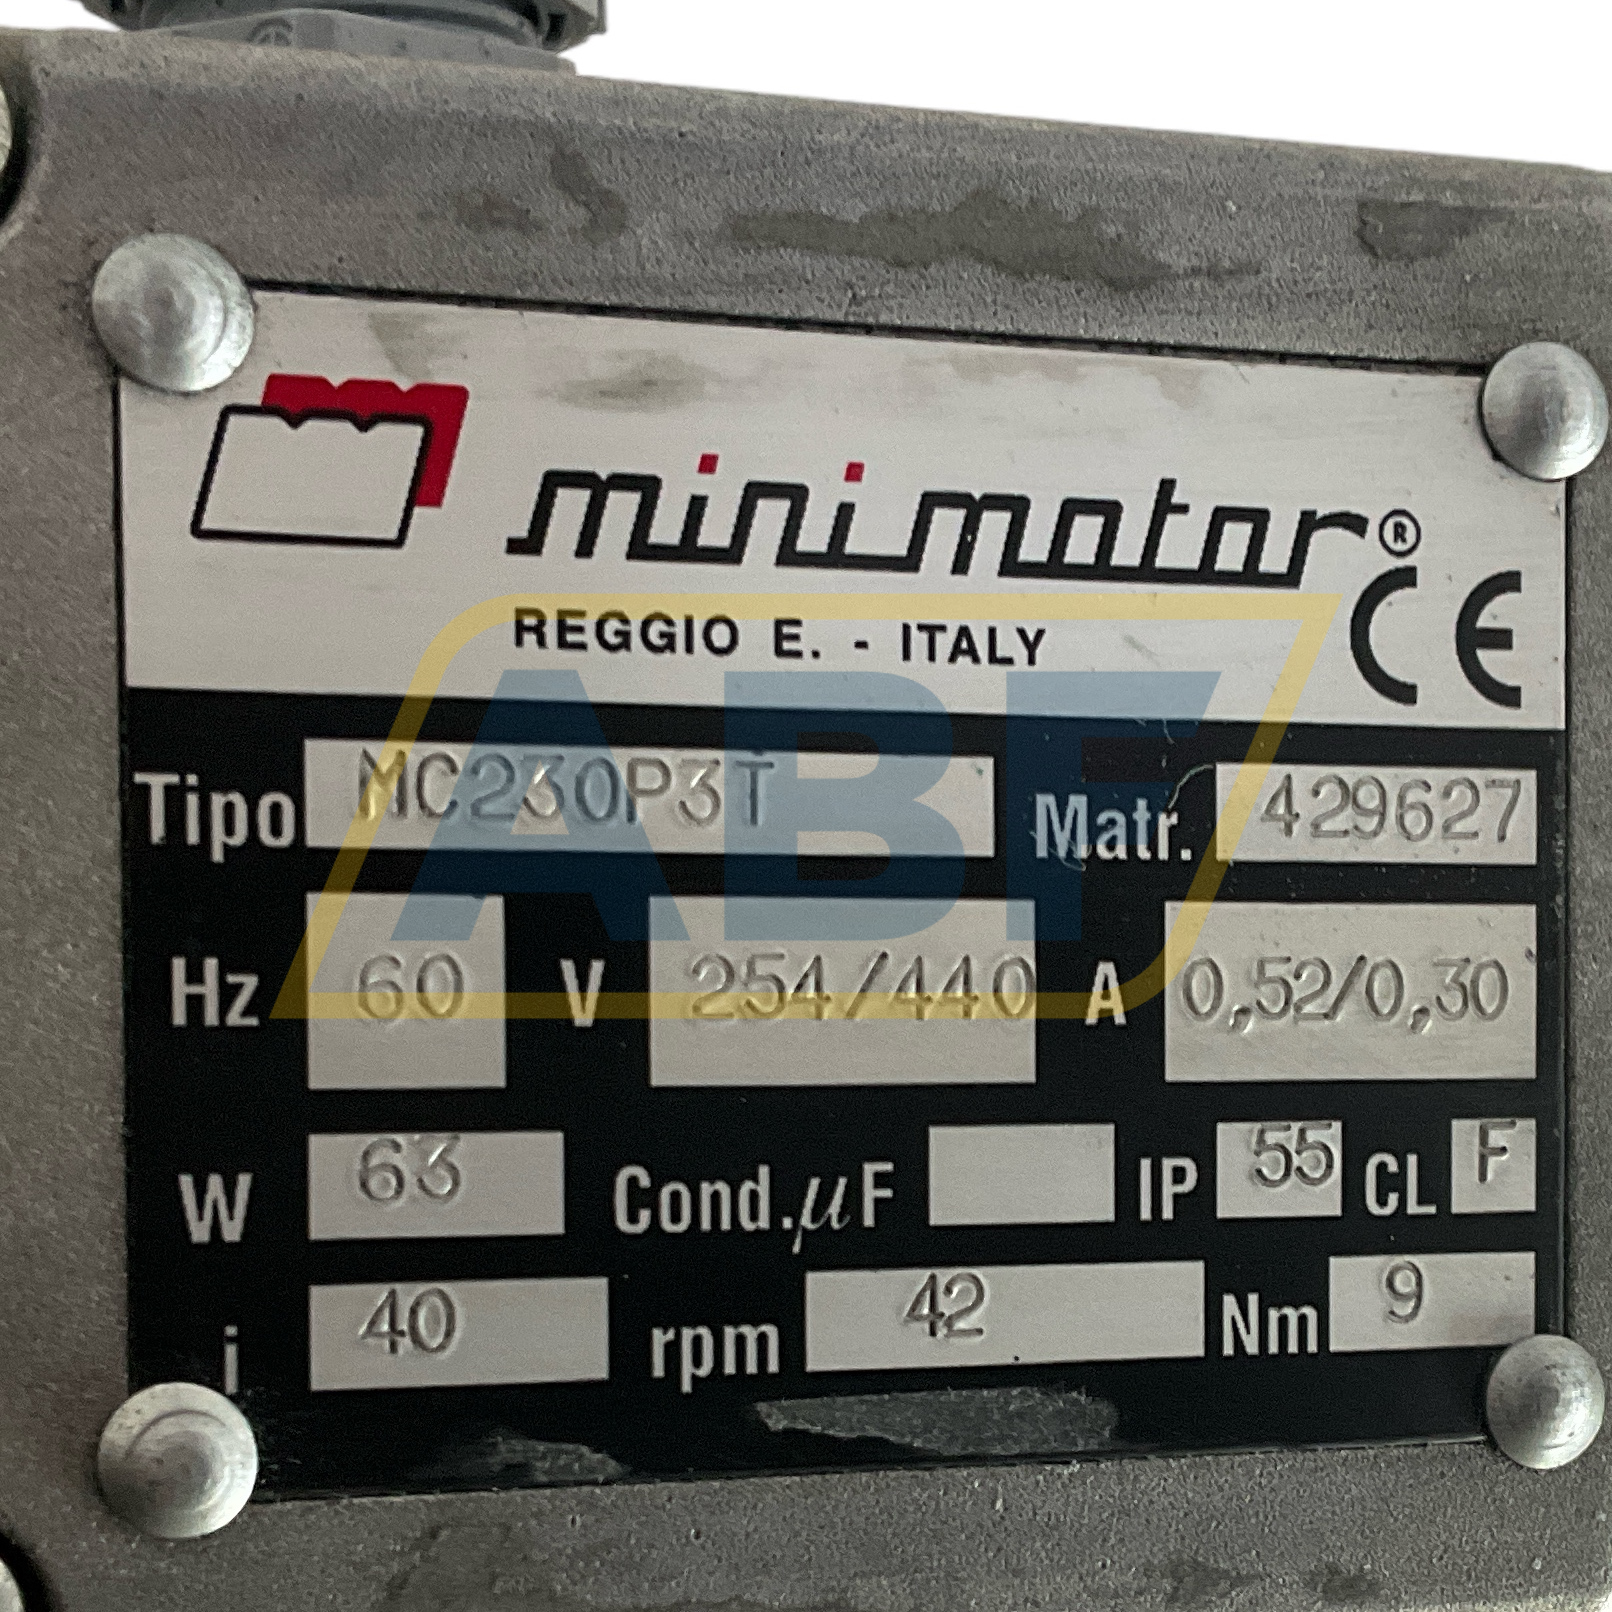 minimotor®
REGGIO E. - ITALY CE
Tipo MC230P3T Matr. 429627
Hz 60 V 254/440 A 0,52/0,30
W 63 Cond.μF IP 55 CL F
i 40 rpm 42 Nm 9
ABF